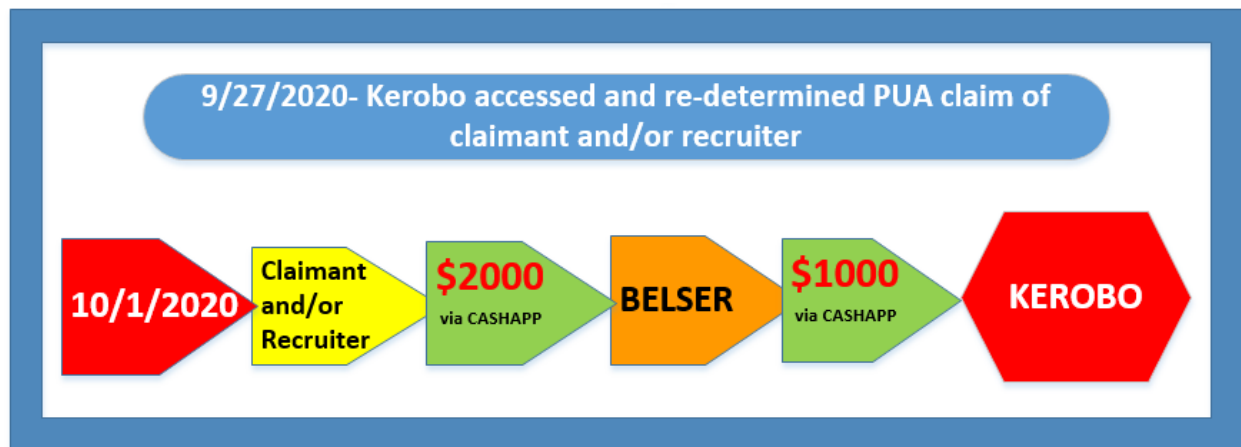 9/27/2020- Kerobo accessed and re-determined PUA claim of
claimant and/or recruiter
10/1/2020
Claimant
and/or
Recruiter
$2000
via CASHAPP
BELSER
$1000
via CASHAPP
KEROBO